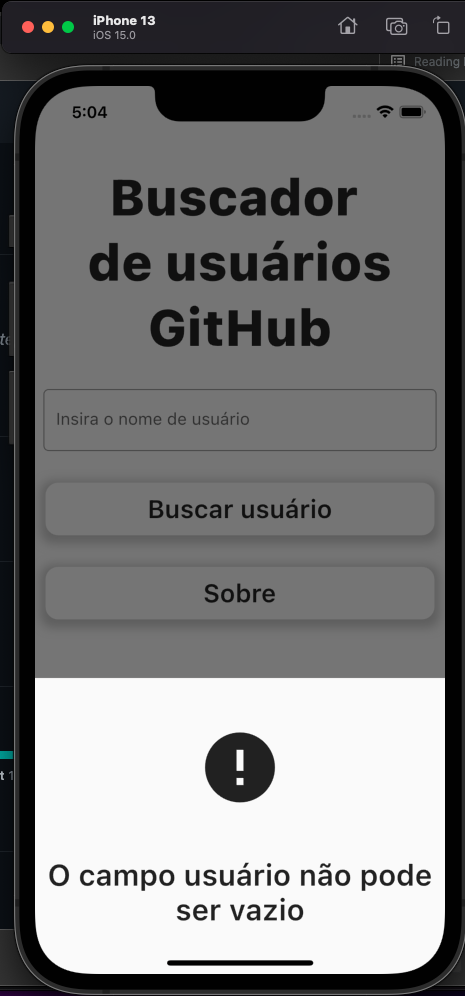 iPhone 13
iOS 15.0
Reading
5:04
Buscador
de usuários
GitHub
Insira o nome de usuário
Buscar usuário
Sobre
O campo usuário não pode
ser vazio